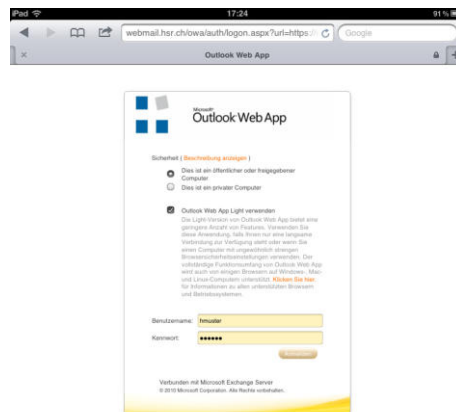 iPad 17:24 91 %
webmail.hsr.ch/owa/auth/logon.aspx?url=https:/ Google
Outlook Web App
Microsoft
Outlook Web App
Sicherheit ( Beschreibung anzeigen )
Dies ist ein öffentlicher oder freigegebener
Computer
Dies ist ein privater Computer
Outlook Web App Light verwenden
Die Light-Version von Outlook Web App bietet eine
geringere Anzahl von Features. Verwenden Sie
diese Anwendung, falls Ihnen nur eine langsame
Verbindung zur Verfügung steht oder wenn Sie
einen Computer mit ungewöhnlich strengen
Browsersicherheitseinstellungen verwenden. Der
vollständige Funktionsumfang von Outlook Web App
wird auch von einigen Browsern auf Windows-, Mac-
und Linux-Computern unterstützt. Klicken Sie hier,
für Informationen zu allen unterstützten Browsern
und Betriebssystemen.
Benutzername: hmuster
Kennwort: ••••••
Anmelden
Verbunden mit Microsoft Exchange Server
© 2010 Microsoft Corporation. Alle Rechte vorbehalten.